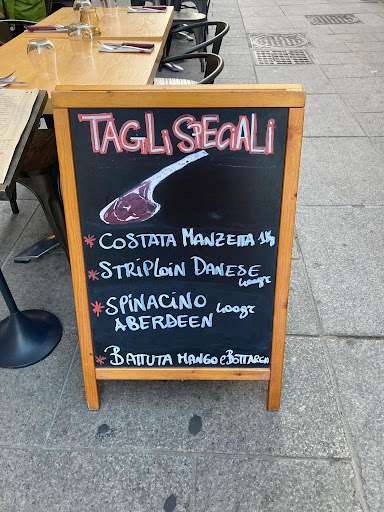 TAGLI SPECIALI
* COSTATA MANZETTA 1Kg
* STRIPLOIN DANESE
400gr
* SPINACINO 400gr
ABERDEEN
* BATTUTA MANGO e BOTTARGA